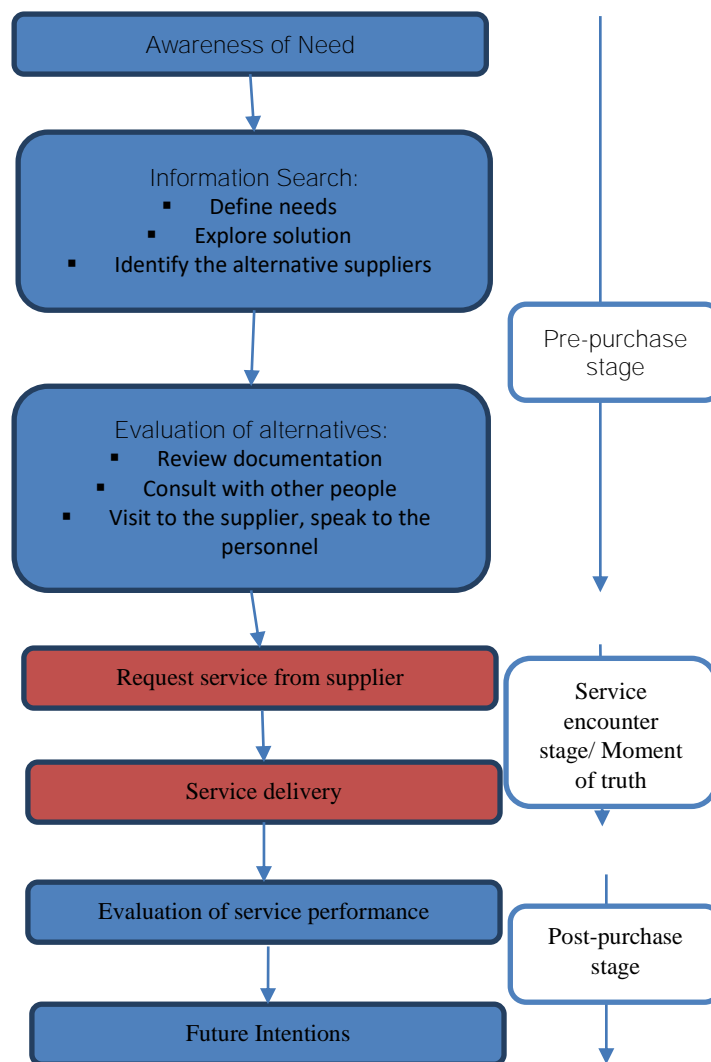 Awareness of Need
Information Search:
▪ Define needs
▪ Explore solution
▪ Identify the alternative suppliers
Pre-purchase
stage
Evaluation of alternatives:
▪ Review documentation
▪ Consult with other people
▪ Visit to the supplier, speak to the
personnel
Request service from supplier
Service delivery
Service
encounter
stage/ Moment
of truth
Evaluation of service performance
Future Intentions
Post-purchase
stage